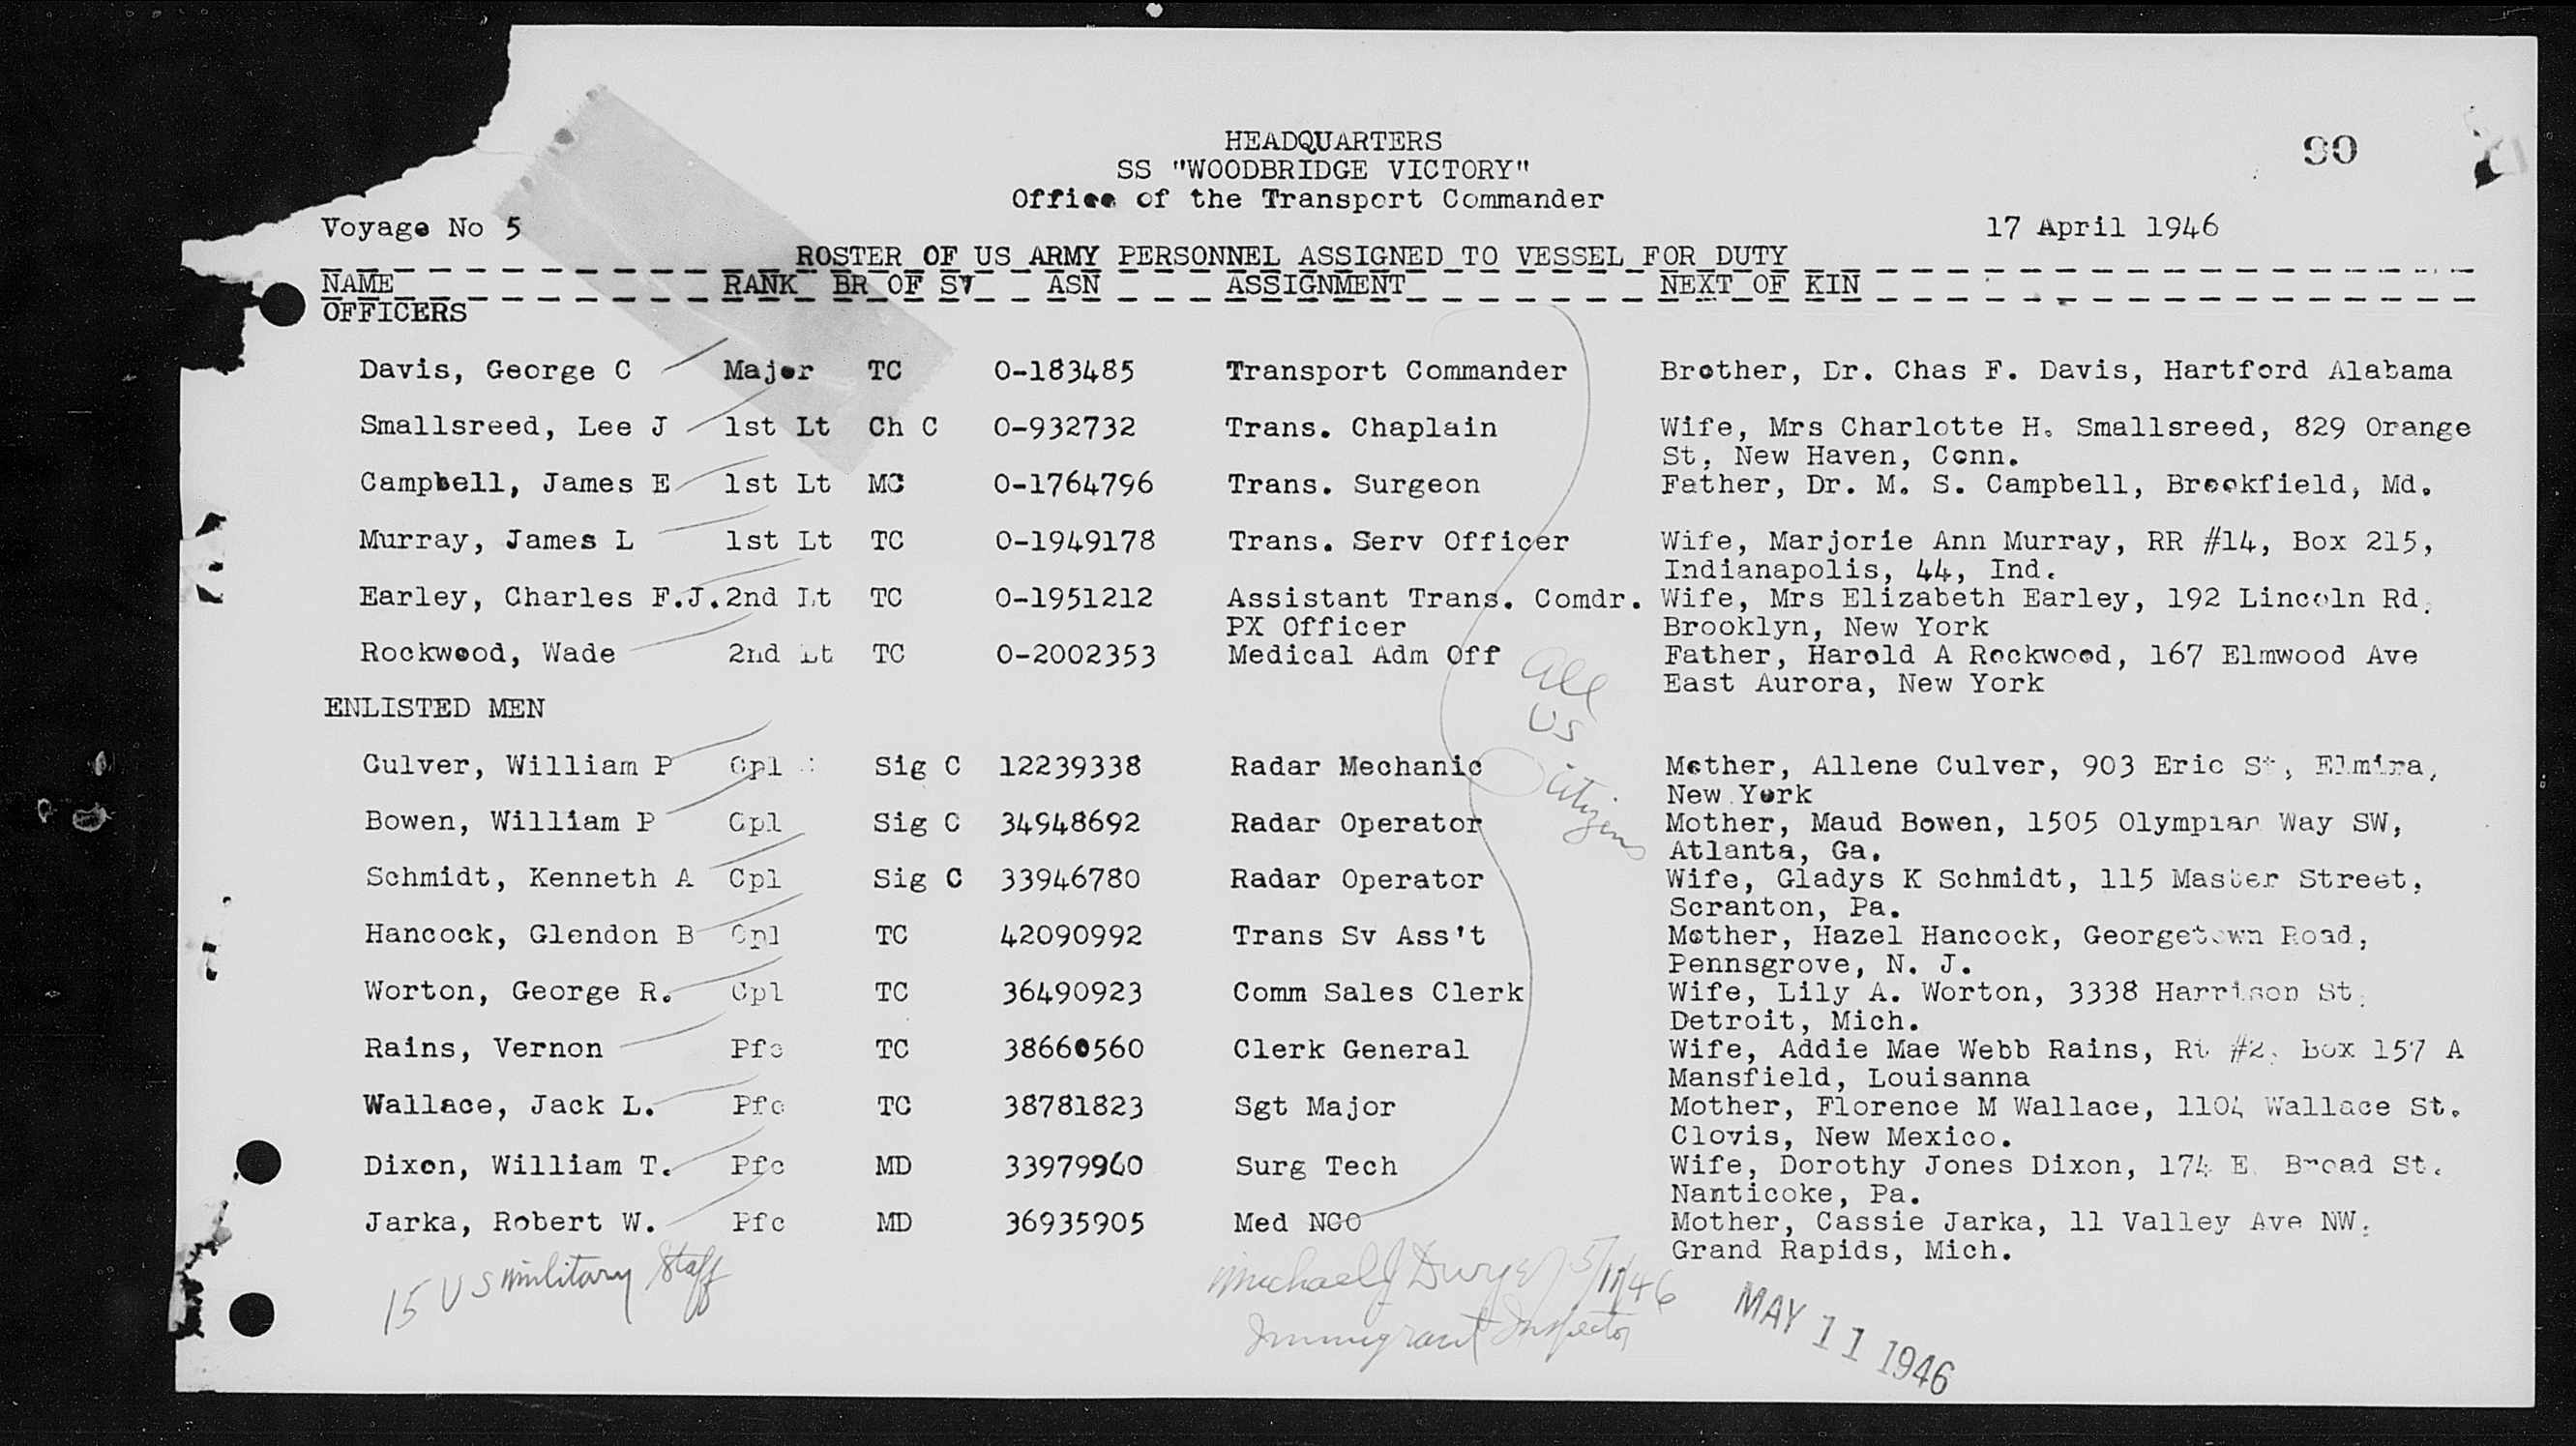 HEADQUARTERS
90
SS "WOODBRIDGE VICTORY"
Office of the Transport Commander
Voyage No 5
17 April 1946
ROSTER OF US ARMY PERSONNEL ASSIGNED TO VESSEL FOR DUTY
NAME RANK BR OF SV ASN ASSIGNMENT NEXT OF KIN
OFFICERS
Davis, George C Major TC 0-183485 Transport Commander Brother, Dr. Chas F. Davis, Hartford Alabama
Smallsreed, Lee J 1st Lt Ch C 0-932732 Trans. Chaplain Wife, Mrs Charlotte H. Smallsreed, 829 Orange
St, New Haven, Conn.
Campbell, James E 1st Lt MC 0-1764796 Trans. Surgeon Father, Dr. M. S. Campbell, Brookfield, Md.
Murray, James L 1st Lt TC 0-1949178 Trans. Serv Officer Wife, Marjorie Ann Murray, RR #14, Box 215,
Indianapolis, 44, Ind.
Earley, Charles F.J. 2nd Lt TC 0-1951212 Assistant Trans. Comdr. Wife, Mrs Elizabeth Earley, 192 Lincoln Rd.
PX Officer Brooklyn, New York
Rockwood, Wade 2nd Lt TC 0-2002353 Medical Adm Off Father, Harold A Rockwood, 167 Elmwood Ave
East Aurora, New York
All
US
Citizens
ENLISTED MEN
Culver, William P Cpl Sig C 12239338 Radar Mechanic Mother, Allene Culver, 903 Eric St, Elmira,
New York
Bowen, William P Cpl Sig C 34948692 Radar Operator Mother, Maud Bowen, 1505 Olympian Way SW,
Atlanta, Ga.
Schmidt, Kenneth A Cpl Sig C 33946780 Radar Operator Wife, Gladys K Schmidt, 115 Master Street,
Scranton, Pa.
Hancock, Glendon B Cpl TC 42090992 Trans Sv Ass't Mother, Hazel Hancock, Georgetown Road,
Pennsgrove, N. J.
Worton, George R. Cpl TC 36490923 Comm Sales Clerk Wife, Lily A. Worton, 3338 Harrison St,
Detroit, Mich.
Rains, Vernon Pfc TC 38660560 Clerk General Wife, Addie Mae Webb Rains, Rt #2, Box 157 A
Mansfield, Louisanna
Wallace, Jack L. Pfc TC 38781823 Sgt Major Mother, Florence M Wallace, 1104 Wallace St.
Clovis, New Mexico.
Dixon, William T. Pfc MD 33979960 Surg Tech Wife, Dorothy Jones Dixon, 174 E. Broad St.
Nanticoke, Pa.
Jarka, Robert W. Pfc MD 36935905 Med NCO Mother, Cassie Jarka, 11 Valley Ave NW,
Grand Rapids, Mich.
15 US military Staff
Michael J Dwyer 5/11/46
Immigrant Inspector
MAY 11 1946